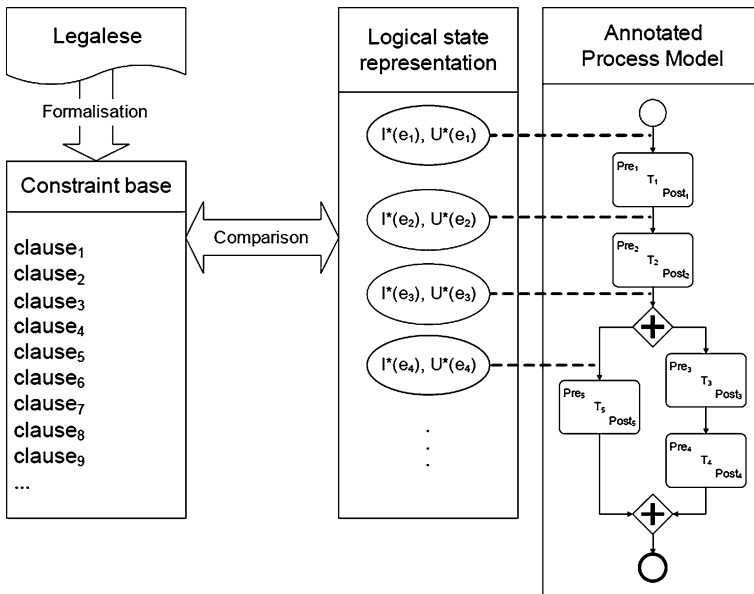 Legalese
Formalisation
Constraint base
clause₁
clause₂
clause₃
clause₄
clause₅
clause₆
clause₇
clause₈
clause₉
...
Comparison
Logical state
representation
I*(e₁), U*(e₁)
I*(e₂), U*(e₂)
I*(e₃), U*(e₃)
I*(e₄), U*(e₄)
Annotated
Process Model
Pre₁
T₁
Post₁
Pre₂
T₂
Post₂
Pre₃
T₃
Post₃
Pre₅
T₅
Post₅
Pre₄
T₄
Post₄